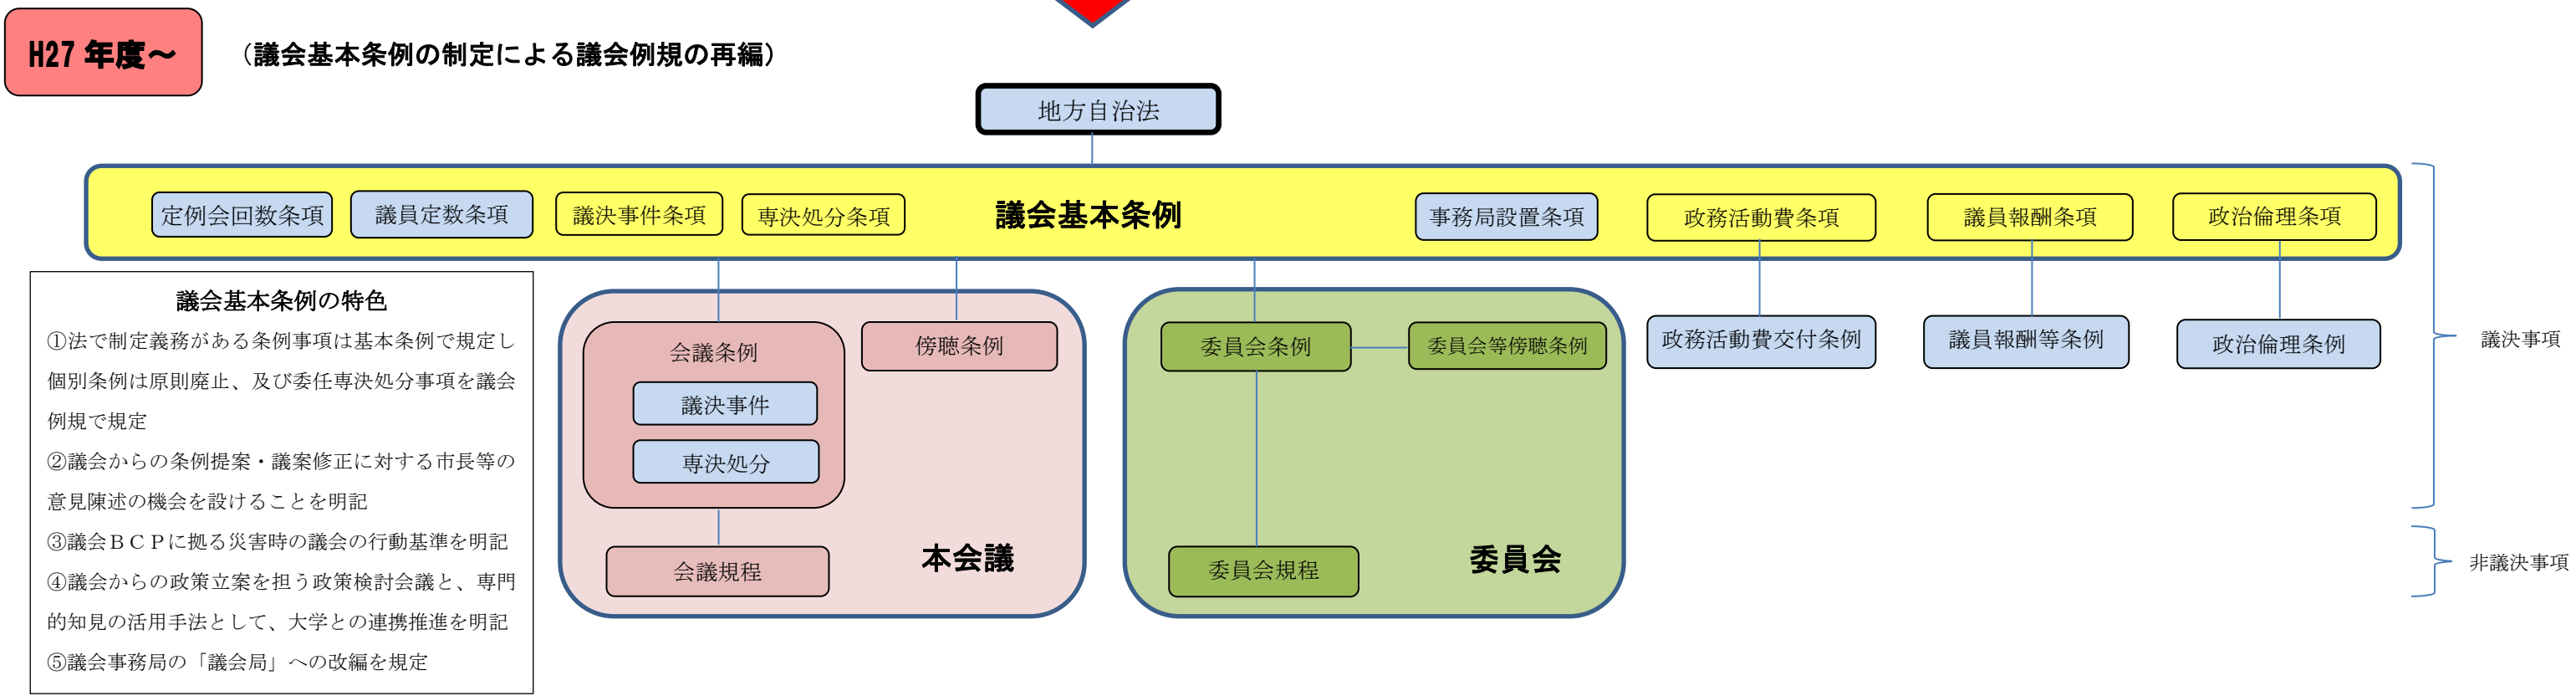 H27 年度～
（議会基本条例の制定による議会例規の再編）
地方自治法
定例会回数条項
議員定数条項
議決事件条項
専決処分条項
議会基本条例
事務局設置条項
政務活動費条項
議員報酬条項
政治倫理条項
議会基本条例の特色
①法で制定義務がある条例事項は基本条例で規定し
個別条例は原則廃止、及び委任専決処分事項を議会
例規で規定
②議会からの条例提案・議案修正に対する市長等の
意見陳述の機会を設けることを明記
③議会ＢＣＰに拠る災害時の議会の行動基準を明記
④議会からの政策立案を担う政策検討会議と、専門
的知見の活用手法として、大学との連携推進を明記
⑤議会事務局の「議会局」への改編を規定
会議条例
議決事件
専決処分
傍聴条例
会議規程
本会議
委員会条例
委員会等傍聴条例
委員会規程
委員会
政務活動費交付条例
議員報酬等条例
政治倫理条例
議決事項
非議決事項